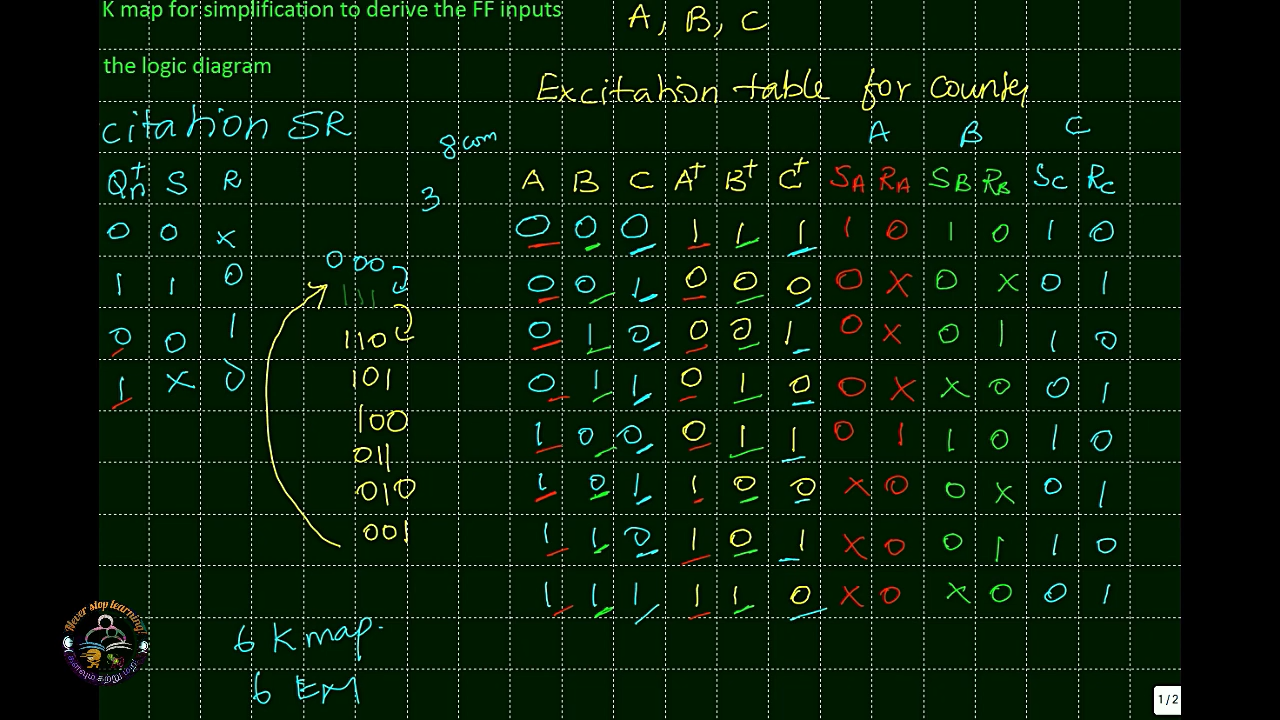 K map for simplification to derive the FF inputs
A, B, C
the logic diagram
Excitation table for Counter
citation SR
A B C
8 com
Qn+ S R
3
A B C A+ B+ C+ SA RA SB RB SC RC
0 0 x
0 0 0 1 1 1 1 0 1 0 1 0
000
1 1 0
111
0 0 1 0 0 0 0 X 0 X 0 1
0 0 1
110
0 1 0 0 0 1 0 X 0 1 1 0
1 X 0
101
0 1 1 0 1 0 0 X X 0 0 1
100
1 0 0 0 1 1 0 1 1 0 1 0
011
010
1 0 1 1 0 0 X 0 0 X 0 1
001
1 1 0 1 0 1 X 0 0 1 1 0
1 1 1 1 1 0 X 0 X 0 0 1
Never stop learning!
6 K map.
6 EXM
1/2